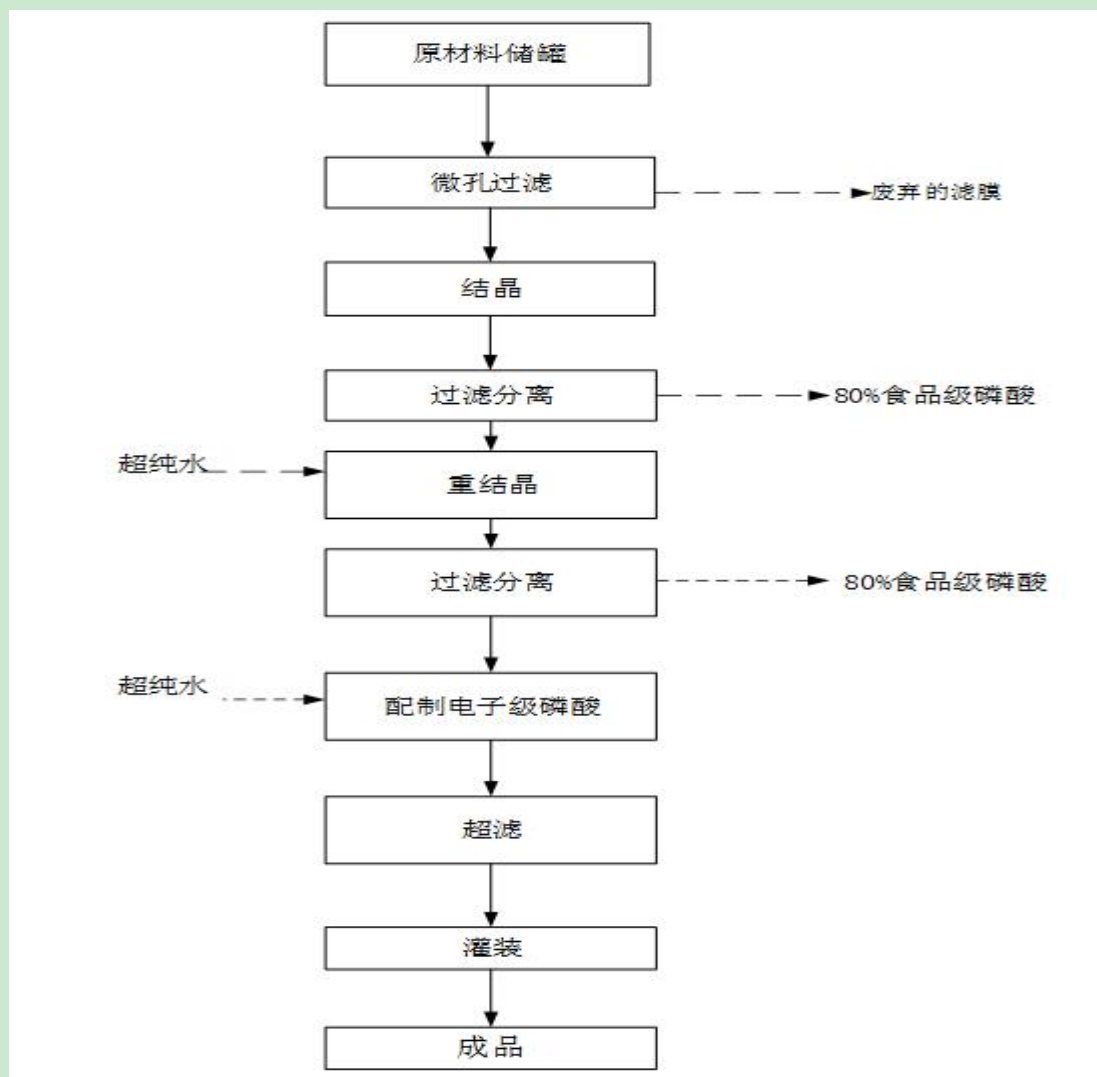 原材料储罐
微孔过滤
废弃的滤膜
结晶
过滤分离
80%食品级磷酸
超纯水
重结晶
过滤分离
80%食品级磷酸
超纯水
配制电子级磷酸
超滤
灌装
成品